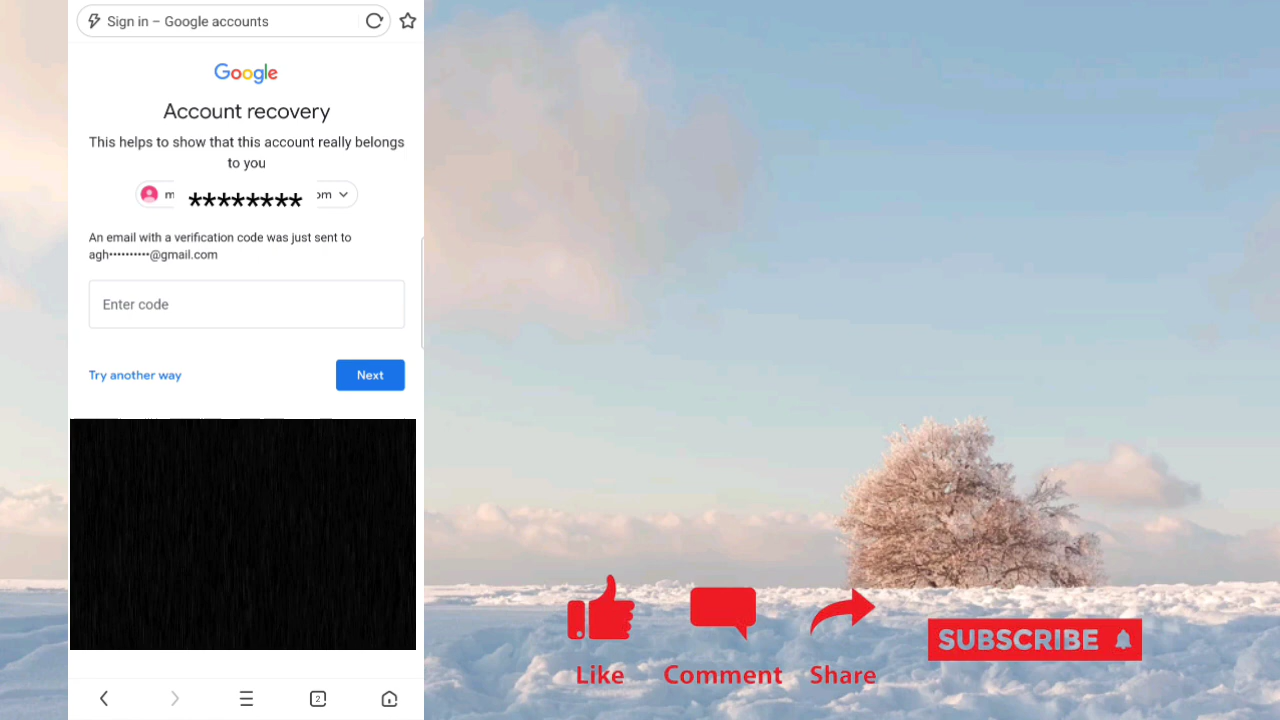 Sign in – Google accounts
Google
Account recovery
This helps to show that this account really belongs
to you
m ******** om
An email with a verification code was just sent to
agh••••••••••@gmail.com
Enter code
Try another way
Next
2
Like
Comment
Share
SUBSCRIBE